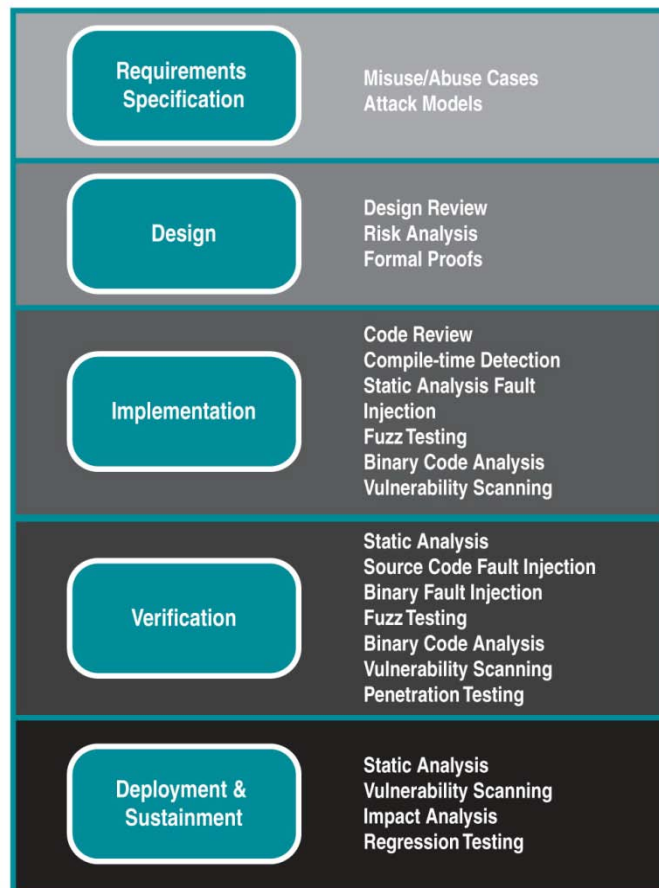 Requirements
Specification
Misuse/Abuse Cases
Attack Models
Design
Design Review
Risk Analysis
Formal Proofs
Implementation
Code Review
Compile-time Detection
Static Analysis Fault
Injection
Fuzz Testing
Binary Code Analysis
Vulnerability Scanning
Verification
Static Analysis
Source Code Fault Injection
Binary Fault Injection
Fuzz Testing
Binary Code Analysis
Vulnerability Scanning
Penetration Testing
Deployment &
Sustainment
Static Analysis
Vulnerability Scanning
Impact Analysis
Regression Testing